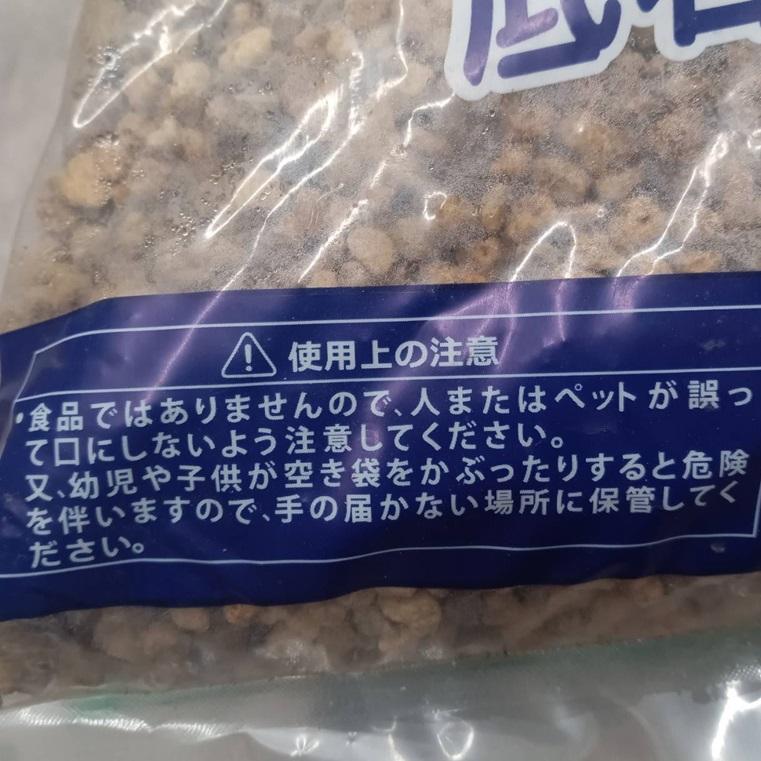 底石
使用上の注意
・食品ではありませんので、人またはペットが誤っ
て口にしないよう注意してください。
又、幼児や子供が空き袋をかぶったりすると危険
を伴いますので、手の届かない場所に保管してく
ださい。